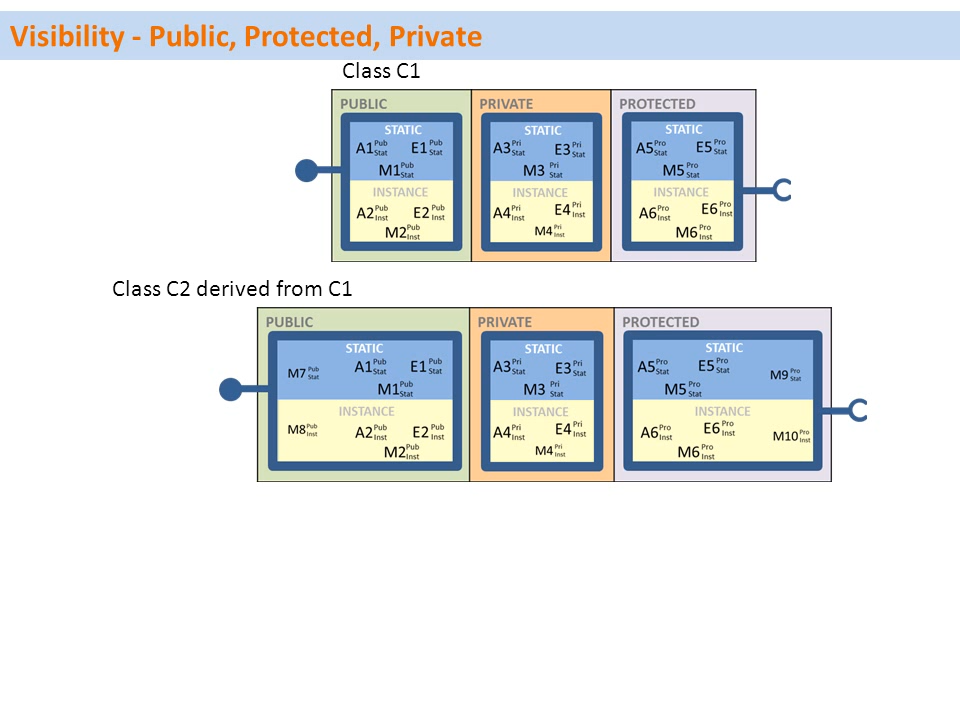 Visibility - Public, Protected, Private
Class C1
PUBLIC PRIVATE PROTECTED
STATIC STATIC STATIC
A1 Pub Stat E1 Pub Stat A3 Pri Stat E3 Pri Stat A5 Pro Stat E5 Pro Stat
M1 Pub Stat M3 Pri Stat M5 Pro Stat
INSTANCE INSTANCE INSTANCE
A2 Pub Inst E2 Pub Inst A4 Pri Inst E4 Pri Inst A6 Pro Inst E6 Pro Inst
M2 Pub Inst M4 Pri Inst M6 Pro Inst
Class C2 derived from C1
PUBLIC PRIVATE PROTECTED
STATIC STATIC STATIC
M7 Pub Stat A1 Pub Stat E1 Pub Stat A3 Pri Stat E3 Pri Stat A5 Pro Stat E5 Pro Stat M9 Pro Stat
M1 Pub Stat M3 Pri Stat M5 Pro Stat
INSTANCE INSTANCE INSTANCE
M8 Pub Inst A2 Pub Inst E2 Pub Inst A4 Pri Inst E4 Pri Inst A6 Pro Inst E6 Pro Inst M10 Pro Inst
M2 Pub Inst M4 Pri Inst M6 Pro Inst